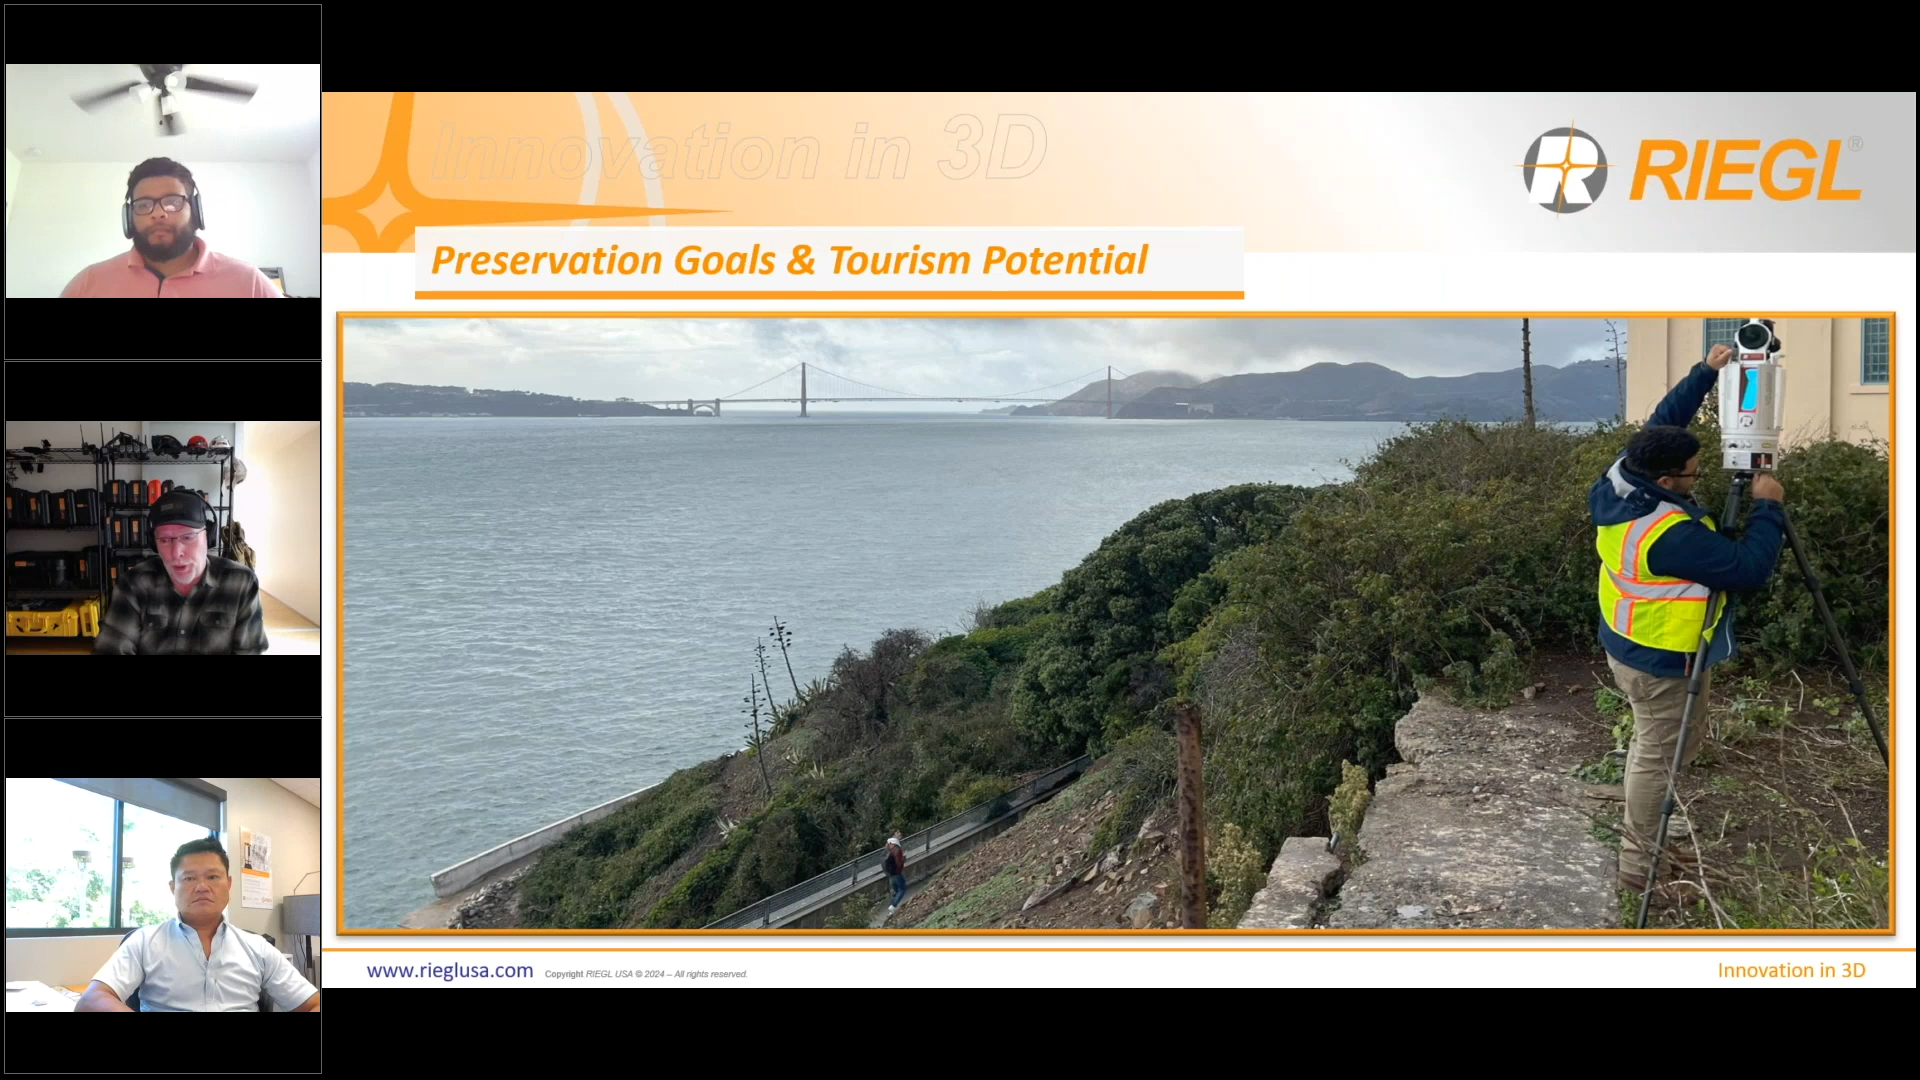 Innovation in 3D
RIEGL®
Preservation Goals & Tourism Potential
www.rieglusa.com
Copyright RIEGL USA © 2024 – All rights reserved.
Innovation in 3D